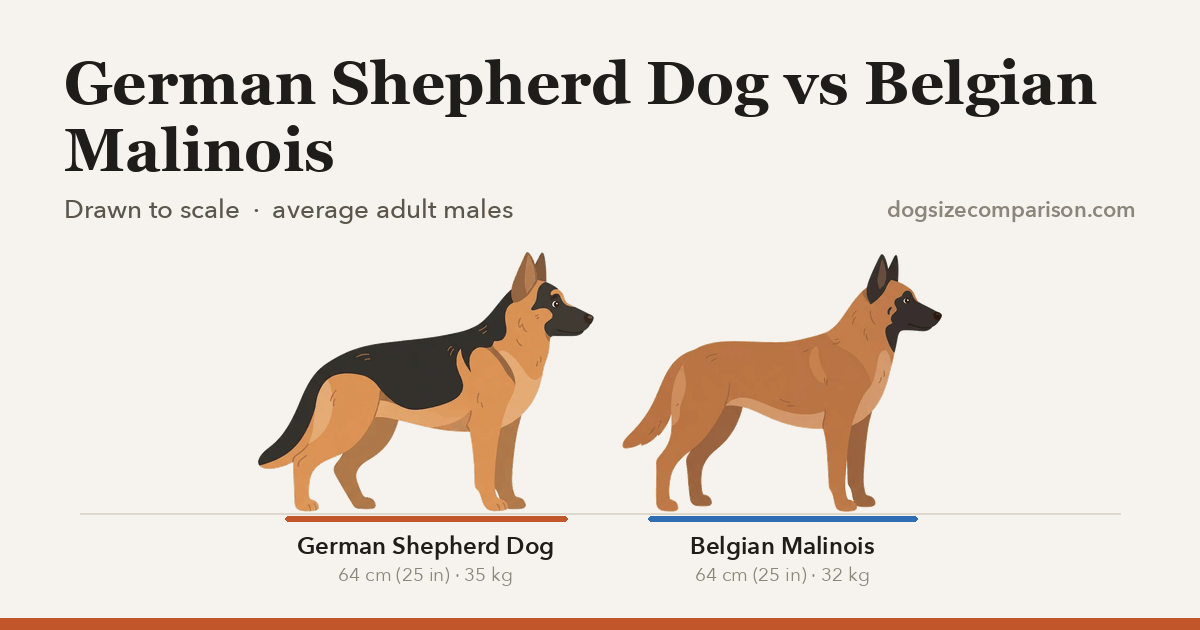 German Shepherd Dog vs Belgian
Malinois
Drawn to scale · average adult males
dogsizecomparison.com
German Shepherd Dog
64 cm (25 in) · 35 kg
Belgian Malinois
64 cm (25 in) · 32 kg